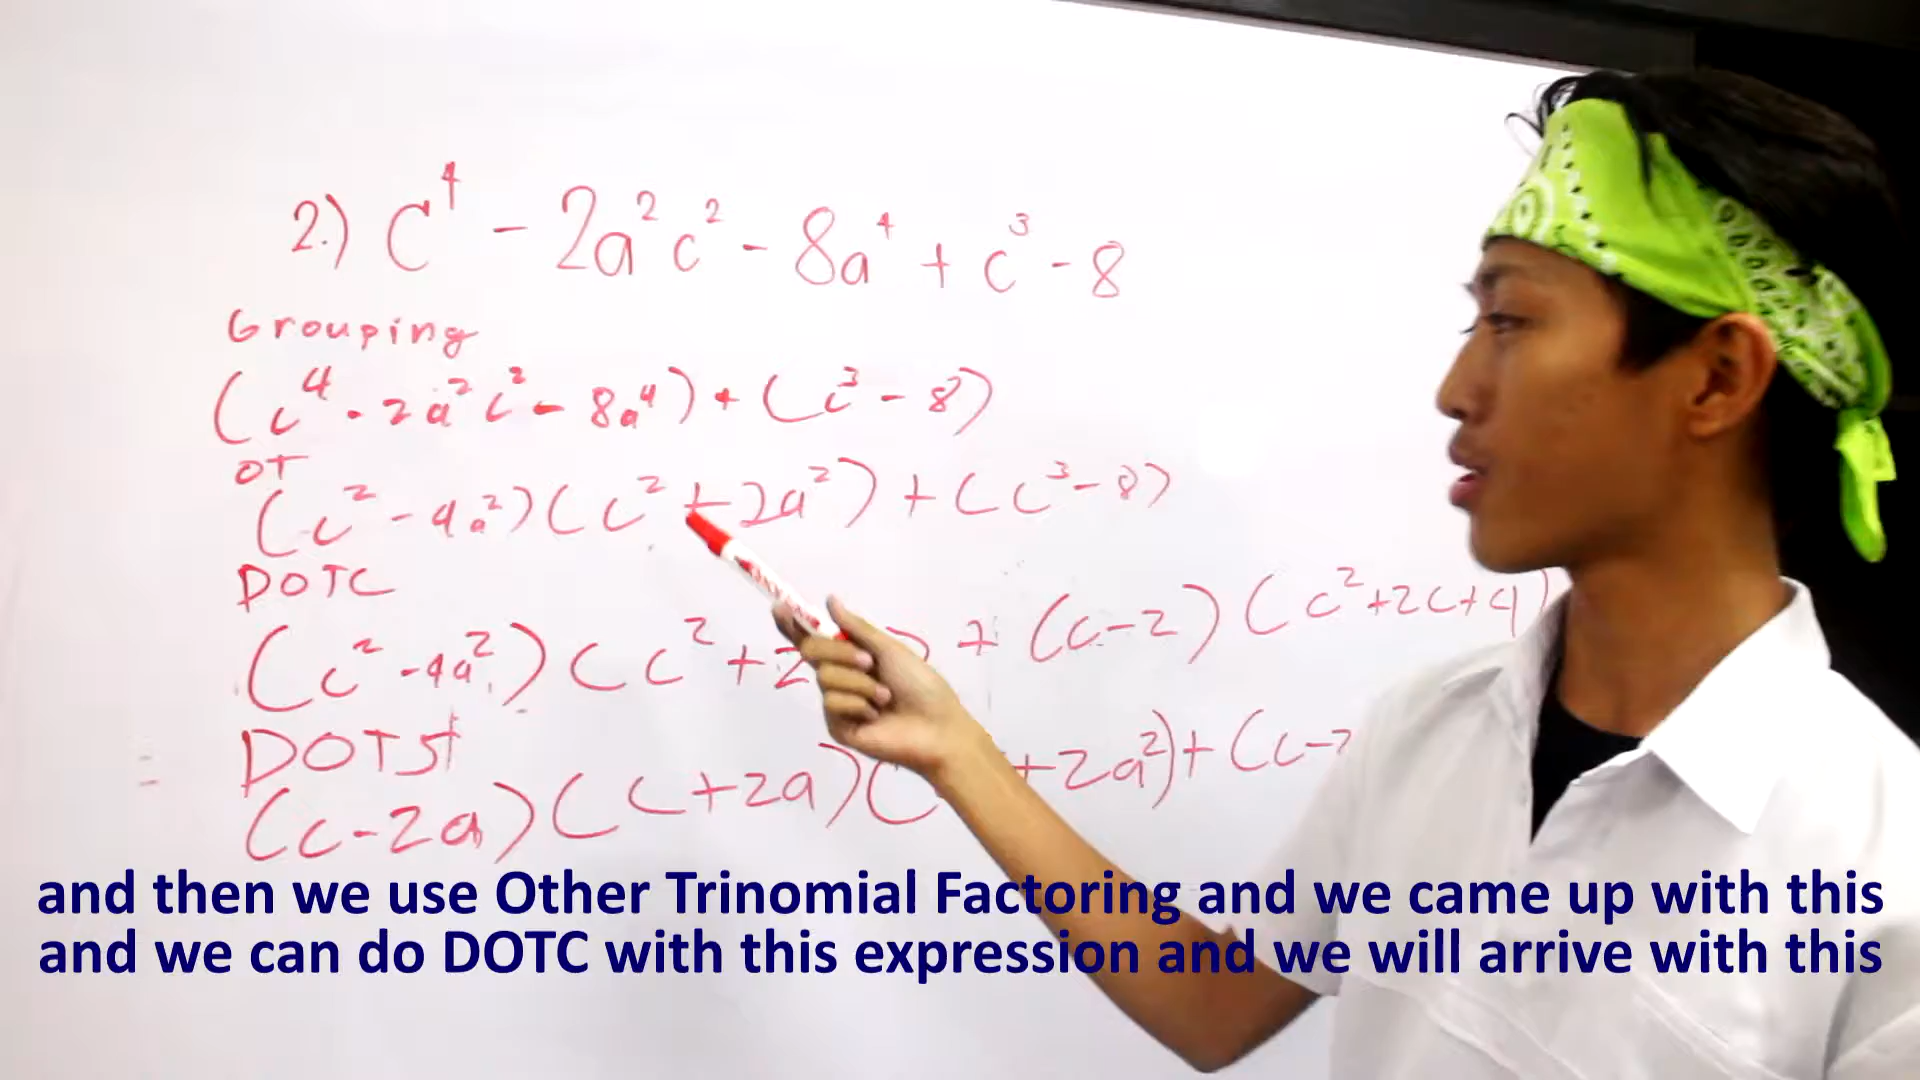 2.) C⁴ - 2a²c² - 8a⁴ + c³ - 8
Grouping
(c⁴ - 2a²c² - 8a⁴) + (c³ - 8)
OT
(c² - 4a²)(c² + 2a²) + (c³ - 8)
DOTC
(c² - 4a²)(c² + 2 ) + (c-2)(c²+2c+4)
DOTS
= (c-2a)(c+2a)( +2a²) + (c-2
and then we use Other Trinomial Factoring and we came up with this
and we can do DOTC with this expression and we will arrive with this